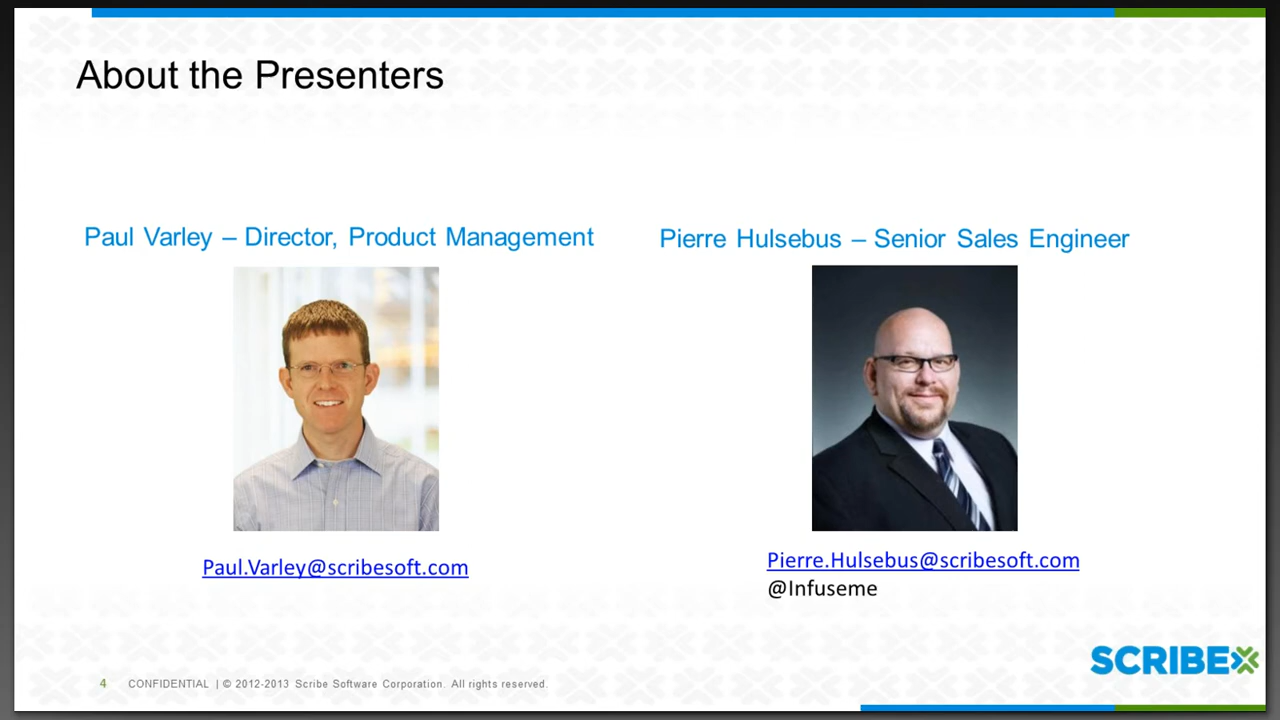 About the Presenters
Paul Varley – Director, Product Management
Pierre Hulsebus – Senior Sales Engineer
Paul.Varley@scribesoft.com
Pierre.Hulsebus@scribesoft.com
@Infuseme
SCRIBE
4 CONFIDENTIAL | © 2012-2013 Scribe Software Corporation. All rights reserved.